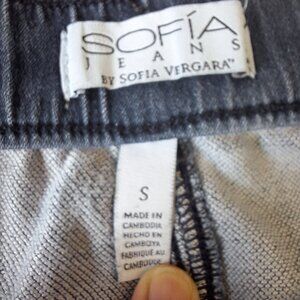 SOFÍA
JEANS
BY SOFIA VERGARA™
S
MADE IN
CAMBODIA
HECHO EN
CAMBOYA
FABRIQUÉ AU
CAMBODGE